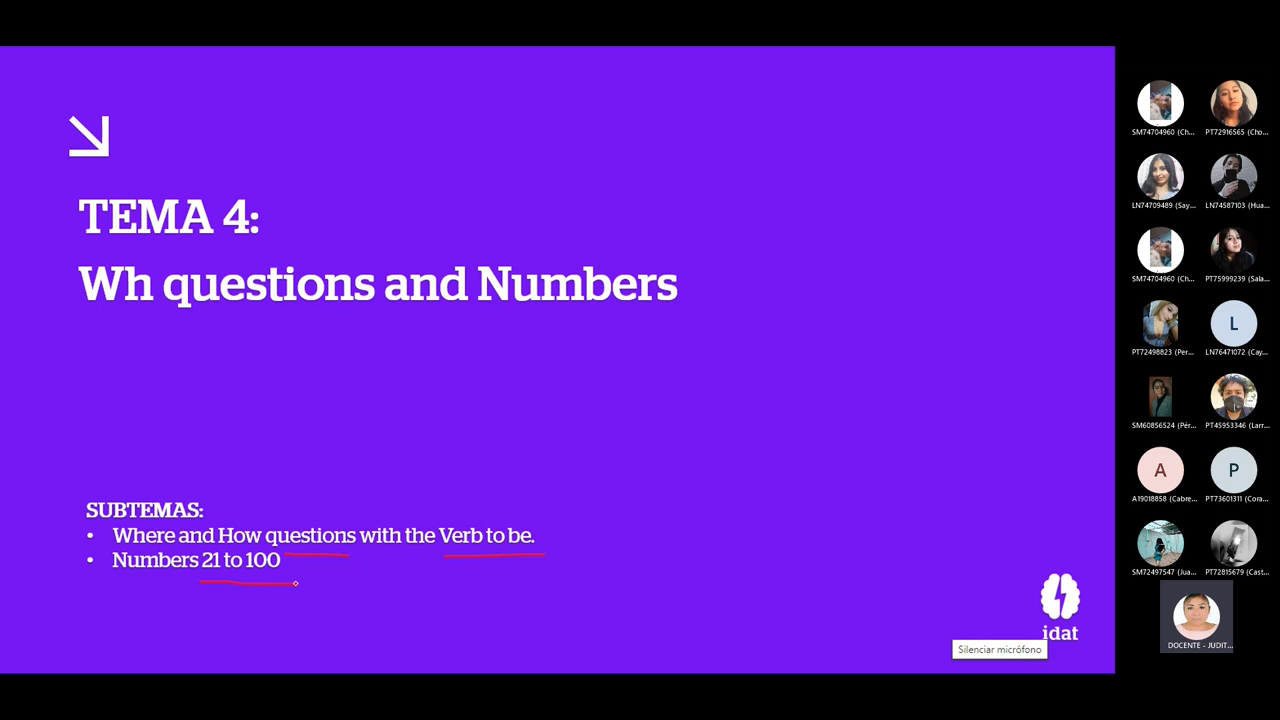 TEMA 4:
Wh questions and Numbers
SUBTEMAS:
• Where and How questions with the Verb to be.
• Numbers 21 to 100
idat
Silenciar micrófono
SM74704960 (Ch... PT72916565 (Cho...
LN74709489 (Say... LN74587103 (Hua...
SM74704960 (Ch... PT75999239 (Sala...
L
PT72498823 (Per... LN76471072 (Cay...
SM60856524 (Pér... PT45953346 (Larr...
A P
A19018858 (Cabre... PT73601311 (Cora...
SM72497547 (Jua... PT72815679 (Cast...
DOCENTE - JUDIT...